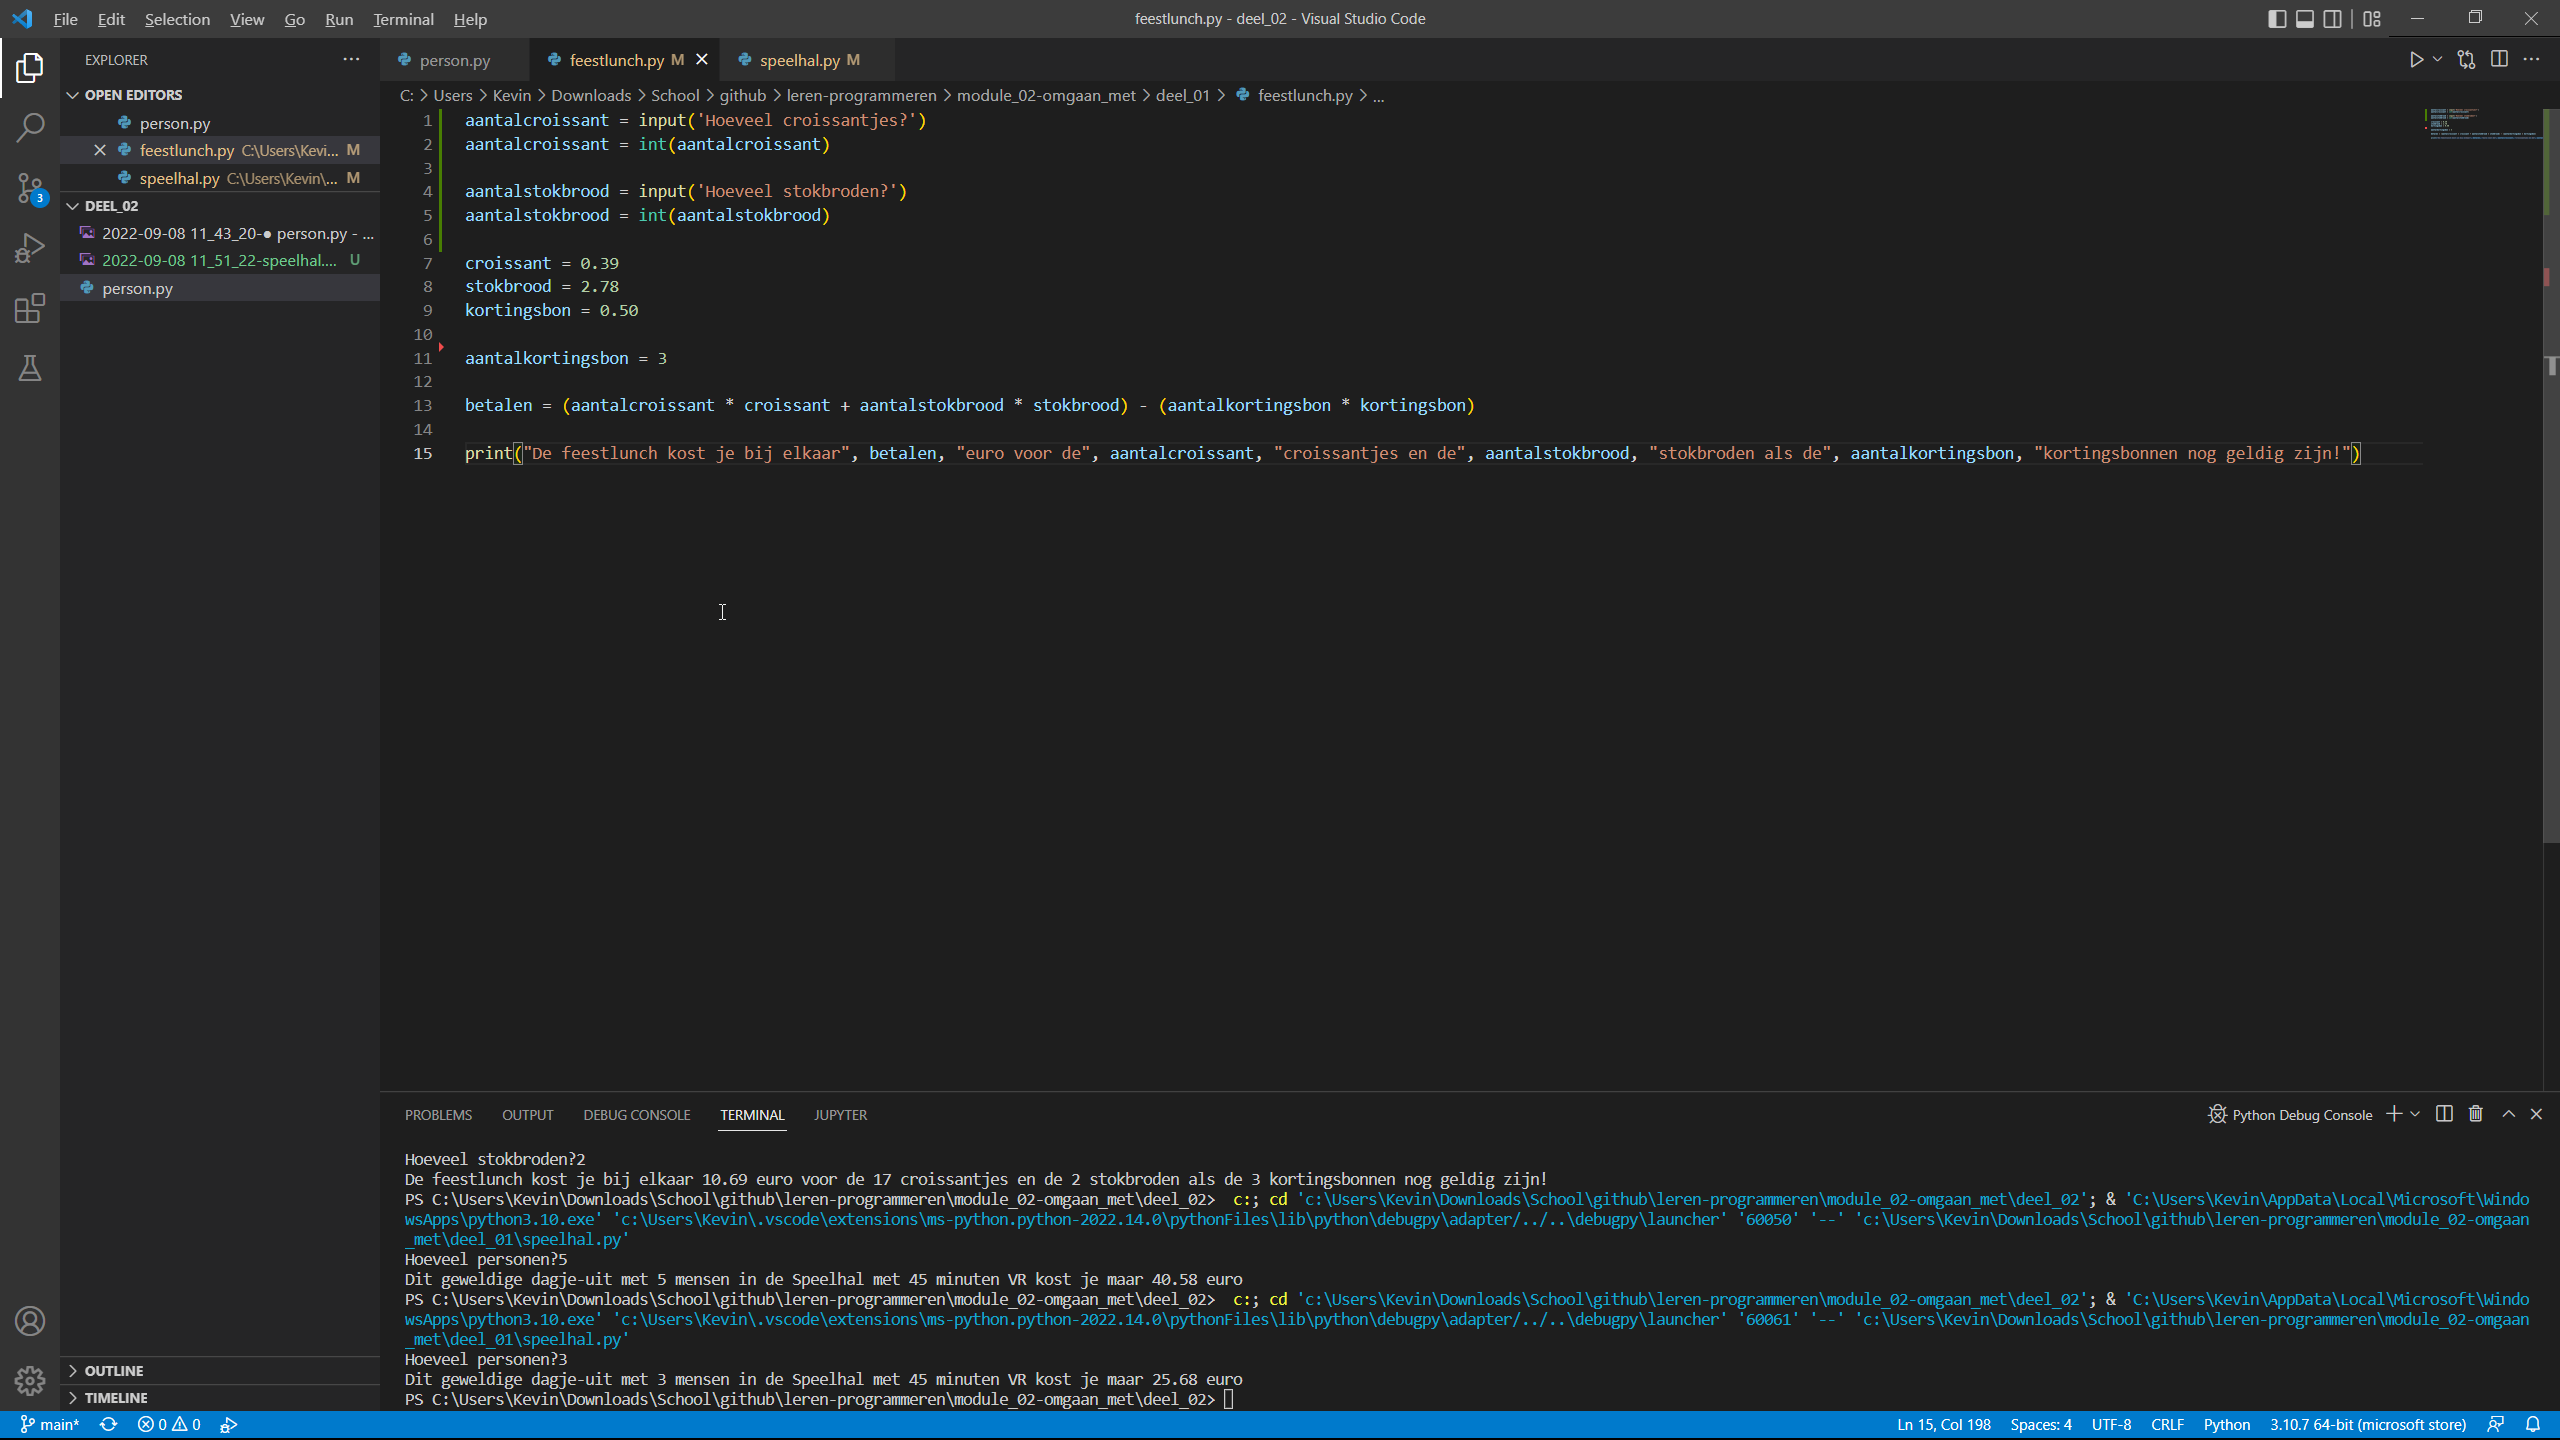 File Edit Selection View Go Run Terminal Help
feestlunch.py - deel_02 - Visual Studio Code
EXPLORER
OPEN EDITORS
person.py
feestlunch.py C:\Users\Kevi... M
speelhal.py C:\Users\Kevin\... M
DEEL_02
2022-09-08 11_43_20-● person.py - ...
2022-09-08 11_51_22-speelhal.... U
person.py
OUTLINE
TIMELINE
3
person.py feestlunch.py M speelhal.py M
C: > Users > Kevin > Downloads > School > github > leren-programmeren > module_02-omgaan_met > deel_01 > feestlunch.py > ...
1 aantalcroissant = input('Hoeveel croissantjes?')
2 aantalcroissant = int(aantalcroissant)
3
4 aantalstokbrood = input('Hoeveel stokbroden?')
5 aantalstokbrood = int(aantalstokbrood)
6
7 croissant = 0.39
8 stokbrood = 2.78
9 kortingsbon = 0.50
10
11 aantalkortingsbon = 3
12
13 betalen = (aantalcroissant * croissant + aantalstokbrood * stokbrood) - (aantalkortingsbon * kortingsbon)
14
15 print("De feestlunch kost je bij elkaar", betalen, "euro voor de", aantalcroissant, "croissantjes en de", aantalstokbrood, "stokbroden als de", aantalkortingsbon, "kortingsbonnen nog geldig zijn!")
PROBLEMS OUTPUT DEBUG CONSOLE TERMINAL JUPYTER
Python Debug Console
Hoeveel stokbroden?2
De feestlunch kost je bij elkaar 10.69 euro voor de 17 croissantjes en de 2 stokbroden als de 3 kortingsbonnen nog geldig zijn!
PS C:\Users\Kevin\Downloads\School\github\leren-programmeren\module_02-omgaan_met\deel_02>  c:; cd 'c:\Users\Kevin\Downloads\School\github\leren-programmeren\module_02-omgaan_met\deel_02'; & 'C:\Users\Kevin\AppData\Local\Microsoft\Windo
wsApps\python3.10.exe' 'c:\Users\Kevin\.vscode\extensions\ms-python.python-2022.14.0\pythonFiles\lib\python\debugpy\adapter/../..\debugpy\launcher' '60050' '--' 'c:\Users\Kevin\Downloads\School\github\leren-programmeren\module_02-omgaan
_met\deel_01\speelhal.py'
Hoeveel personen?5
Dit geweldige dagje-uit met 5 mensen in de Speelhal met 45 minuten VR kost je maar 40.58 euro
PS C:\Users\Kevin\Downloads\School\github\leren-programmeren\module_02-omgaan_met\deel_02>  c:; cd 'c:\Users\Kevin\Downloads\School\github\leren-programmeren\module_02-omgaan_met\deel_02'; & 'C:\Users\Kevin\AppData\Local\Microsoft\Windo
wsApps\python3.10.exe' 'c:\Users\Kevin\.vscode\extensions\ms-python.python-2022.14.0\pythonFiles\lib\python\debugpy\adapter/../..\debugpy\launcher' '60061' '--' 'c:\Users\Kevin\Downloads\School\github\leren-programmeren\module_02-omgaan
_met\deel_01\speelhal.py'
Hoeveel personen?3
Dit geweldige dagje-uit met 3 mensen in de Speelhal met 45 minuten VR kost je maar 25.68 euro
PS C:\Users\Kevin\Downloads\School\github\leren-programmeren\module_02-omgaan_met\deel_02>
main* 0 0 Ln 15, Col 198 Spaces: 4 UTF-8 CRLF Python 3.10.7 64-bit (microsoft store)